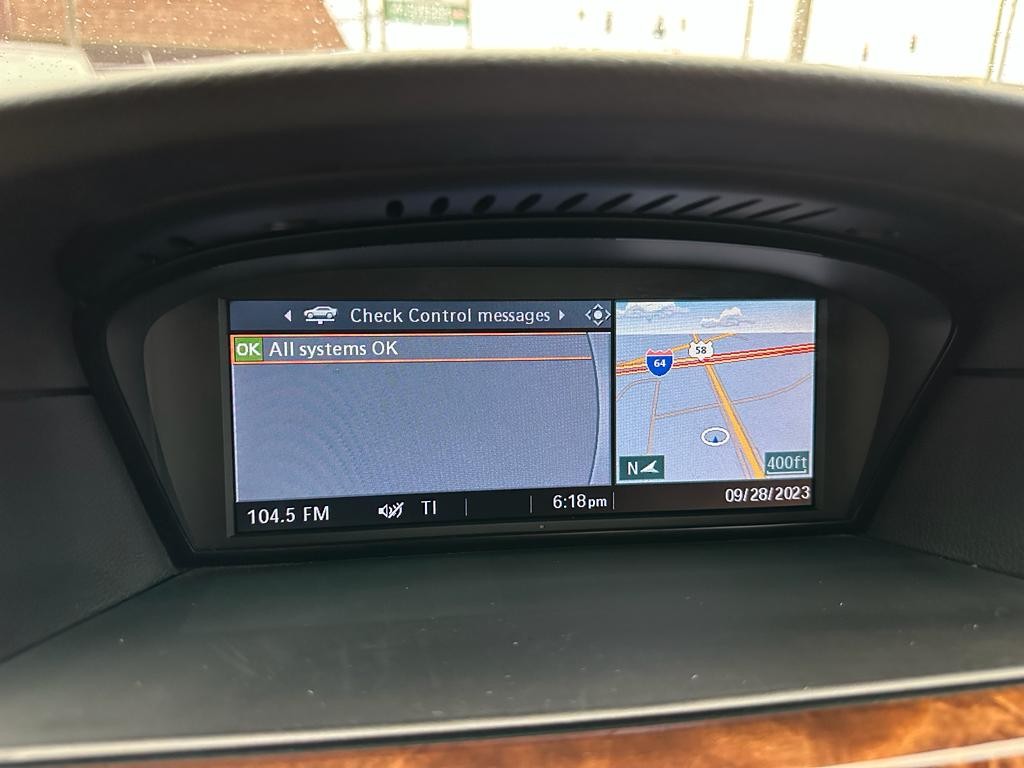 Check Control messages
OK All systems OK
64
58
N
400ft
104.5 FM TI 6:18pm
09/28/2023